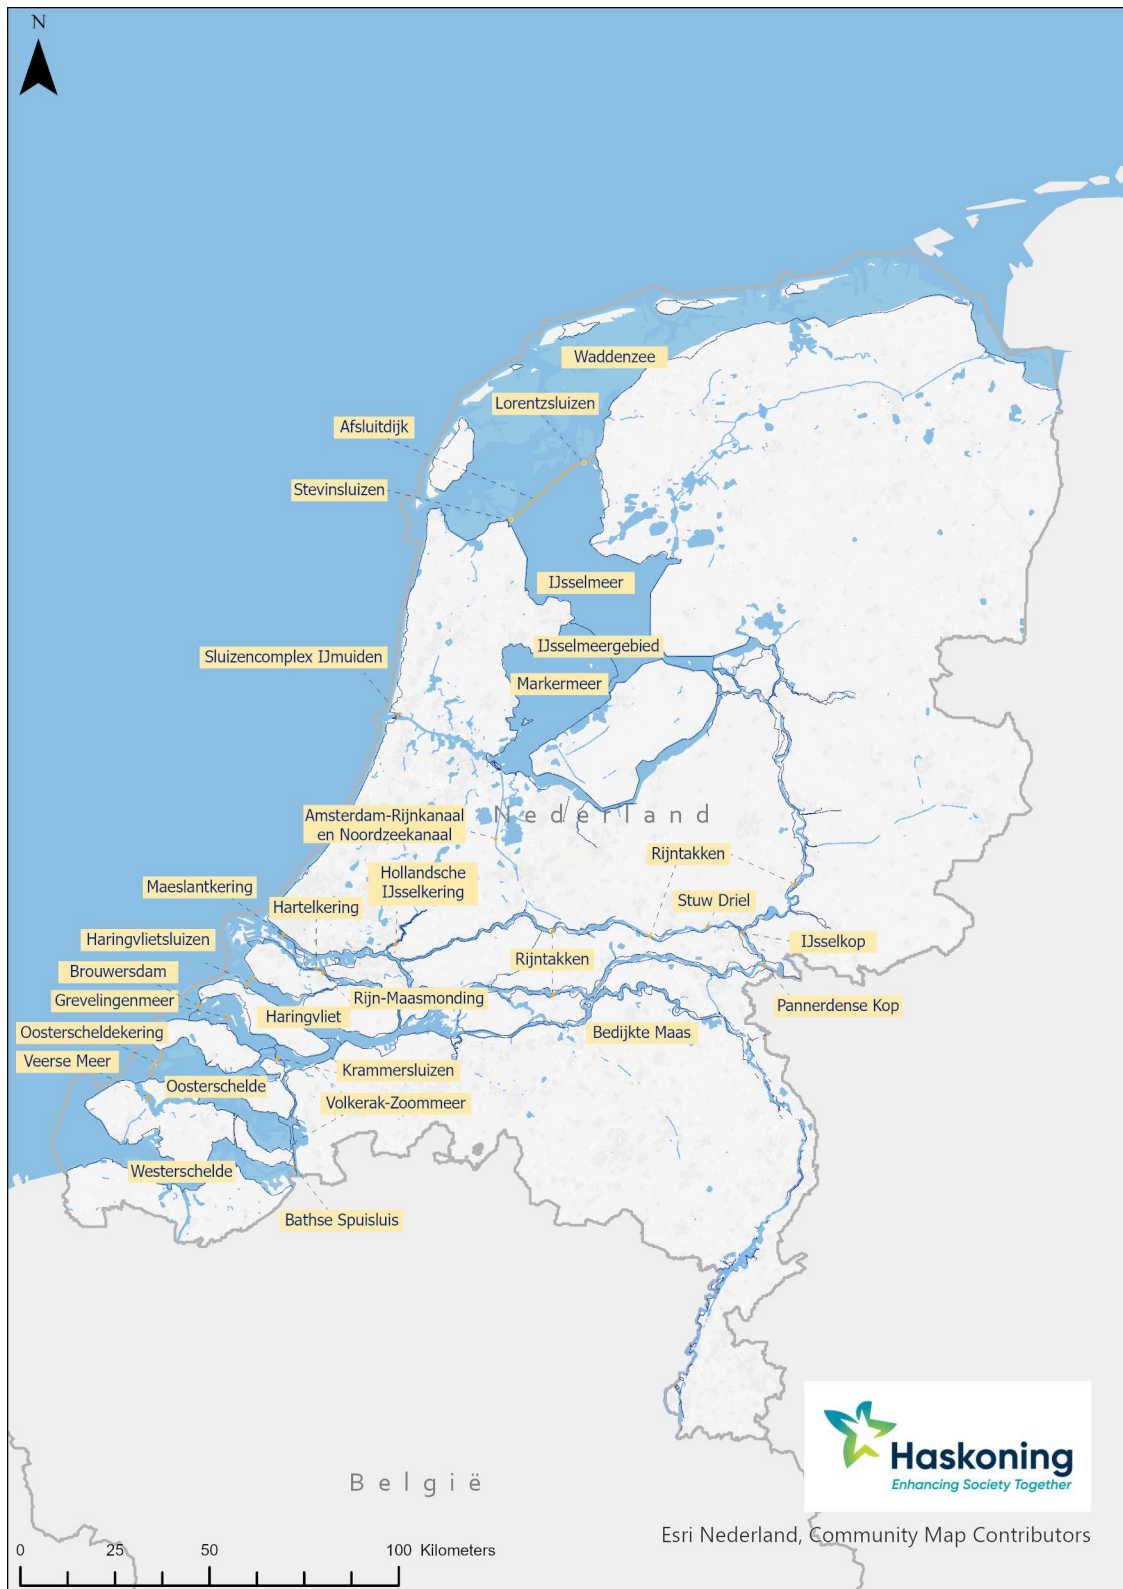 N
Waddenzee
Lorentzsluizen
Afsluitdijk
Stevinsluizen
IJsselmeer
IJsselmeergebied
Sluizencomplex IJmuiden
Markermeer
Amsterdam-Rijnkanaal
en Noordzeekanaal
Nederland
Rijntakken
Hollandsche
IJsselkering
Maeslantkering
Hartelkering
Stuw Driel
Haringvlietsluizen
IJsselkop
Rijntakken
Brouwersdam
Grevelingenmeer
Rijn-Maasmonding
Pannerdense Kop
Haringvliet
Oosterscheldekering
Bedijkte Maas
Veerse Meer
Krammersluizen
Oosterschelde
Volkerak-Zoommeer
Westerschelde
Bathse Spuisluis
België
Haskoning
Enhancing Society Together
Esri Nederland, Community Map Contributors
0 25 50 100 Kilometers